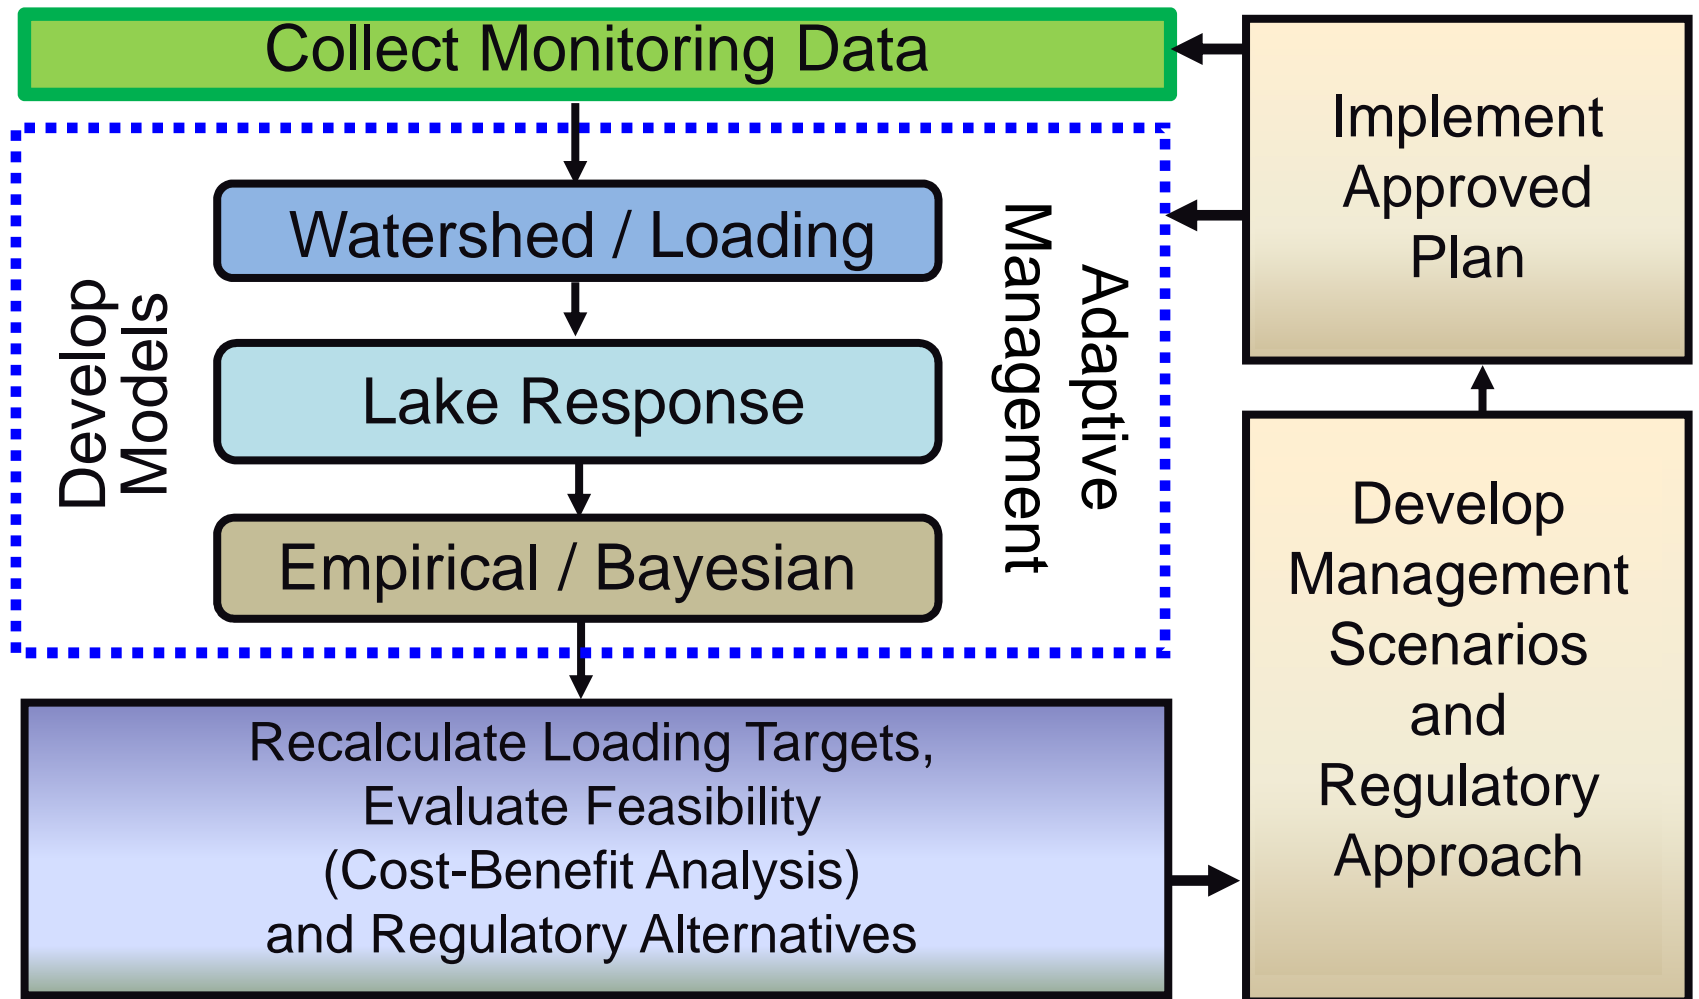 Collect Monitoring Data
Develop
Models
Watershed / Loading
Lake Response
Empirical / Bayesian
Adaptive
Management
Recalculate Loading Targets,
Evaluate Feasibility
(Cost-Benefit Analysis)
and Regulatory Alternatives
Develop
Management
Scenarios
and
Regulatory
Approach
Implement
Approved
Plan